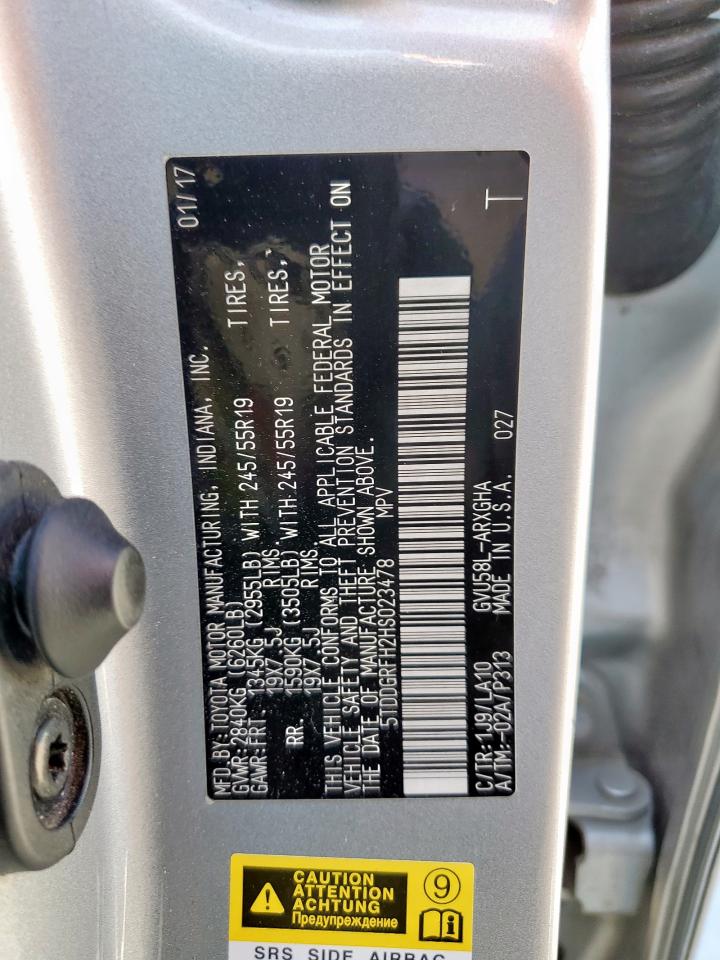 MFD BY: TOYOTA MOTOR MANUFACTURING, INDIANA, INC. 01/17
GVWR: 2840KG (6260LB)
GAWR: FRT 1345KG (2955LB) WITH 245/55R19 TIRES,
19X7.5J RIMS.
RR. 1590KG (3505LB) WITH 245/55R19 TIRES,
19X7.5J RIMS.
THIS VEHICLE CONFORMS TO ALL APPLICABLE FEDERAL MOTOR
VEHICLE SAFETY AND THEFT PREVENTION STANDARDS IN EFFECT ON
THE DATE OF MANUFACTURE SHOWN ABOVE.
5TDDGRFH2HS023478 MPV
C/TR: 1J9/LA10 GVU58L-ARXGHA
A/TM: -02A/P313 MADE IN U.S.A. 027 T
CAUTION
ATTENTION
ACHTUNG
Предупреждение
9
i
SRS SIDE AIRBAG